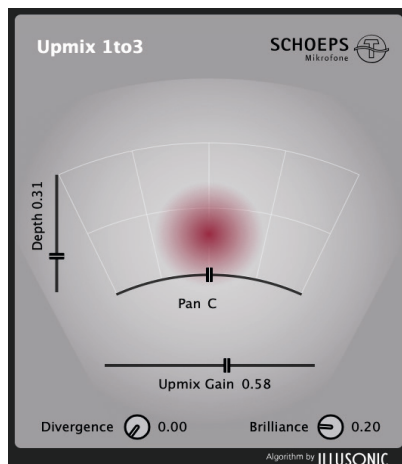 Upmix 1to3
SCHOEPS
Mikrofone
Depth 0.31
Pan C
Upmix Gain 0.58
Divergence 0.00
Brilliance 0.20
Algorithm by ILLUSONIC